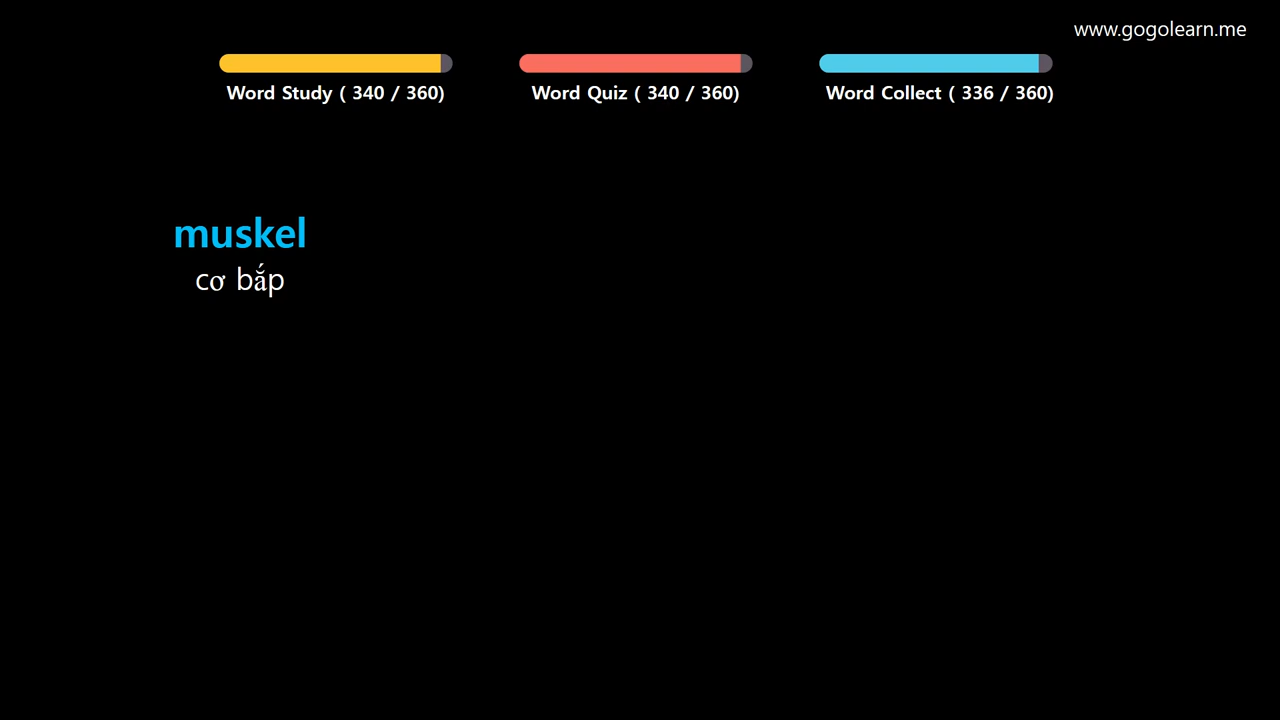 www.gogolearn.me
Word Study ( 340 / 360)
Word Quiz ( 340 / 360)
Word Collect ( 336 / 360)
muskel
cơ bắp